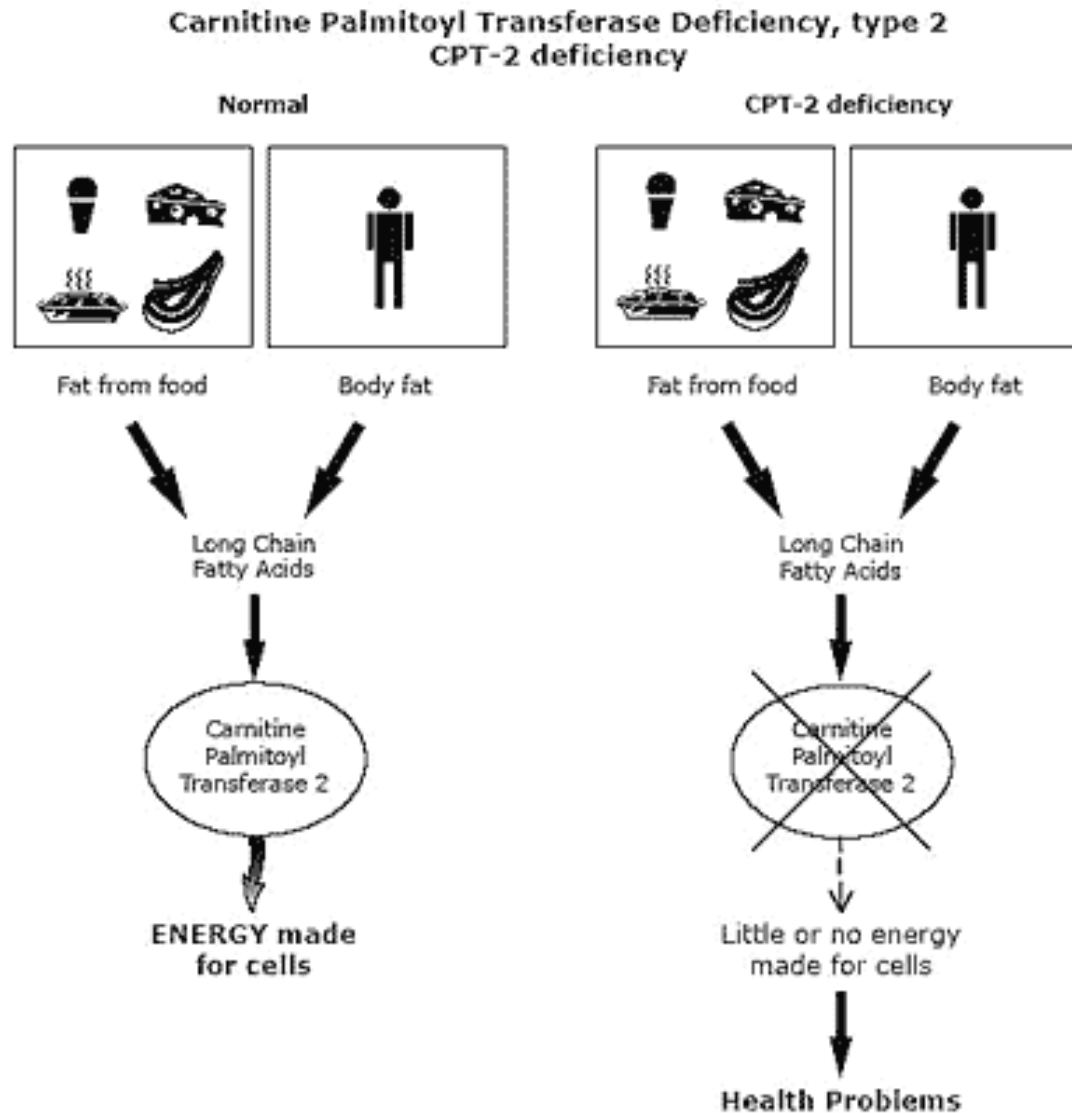 Carnitine Palmitoyl Transferase Deficiency, type 2
CPT-2 deficiency
Normal
Fat from food
Body fat
Long Chain
Fatty Acids
Carnitine
Palmitoyl
Transferase 2
ENERGY made
for cells
CPT-2 deficiency
Fat from food
Body fat
Long Chain
Fatty Acids
Carnitine
Palmitoyl
Transferase 2
Little or no energy
made for cells
Health Problems